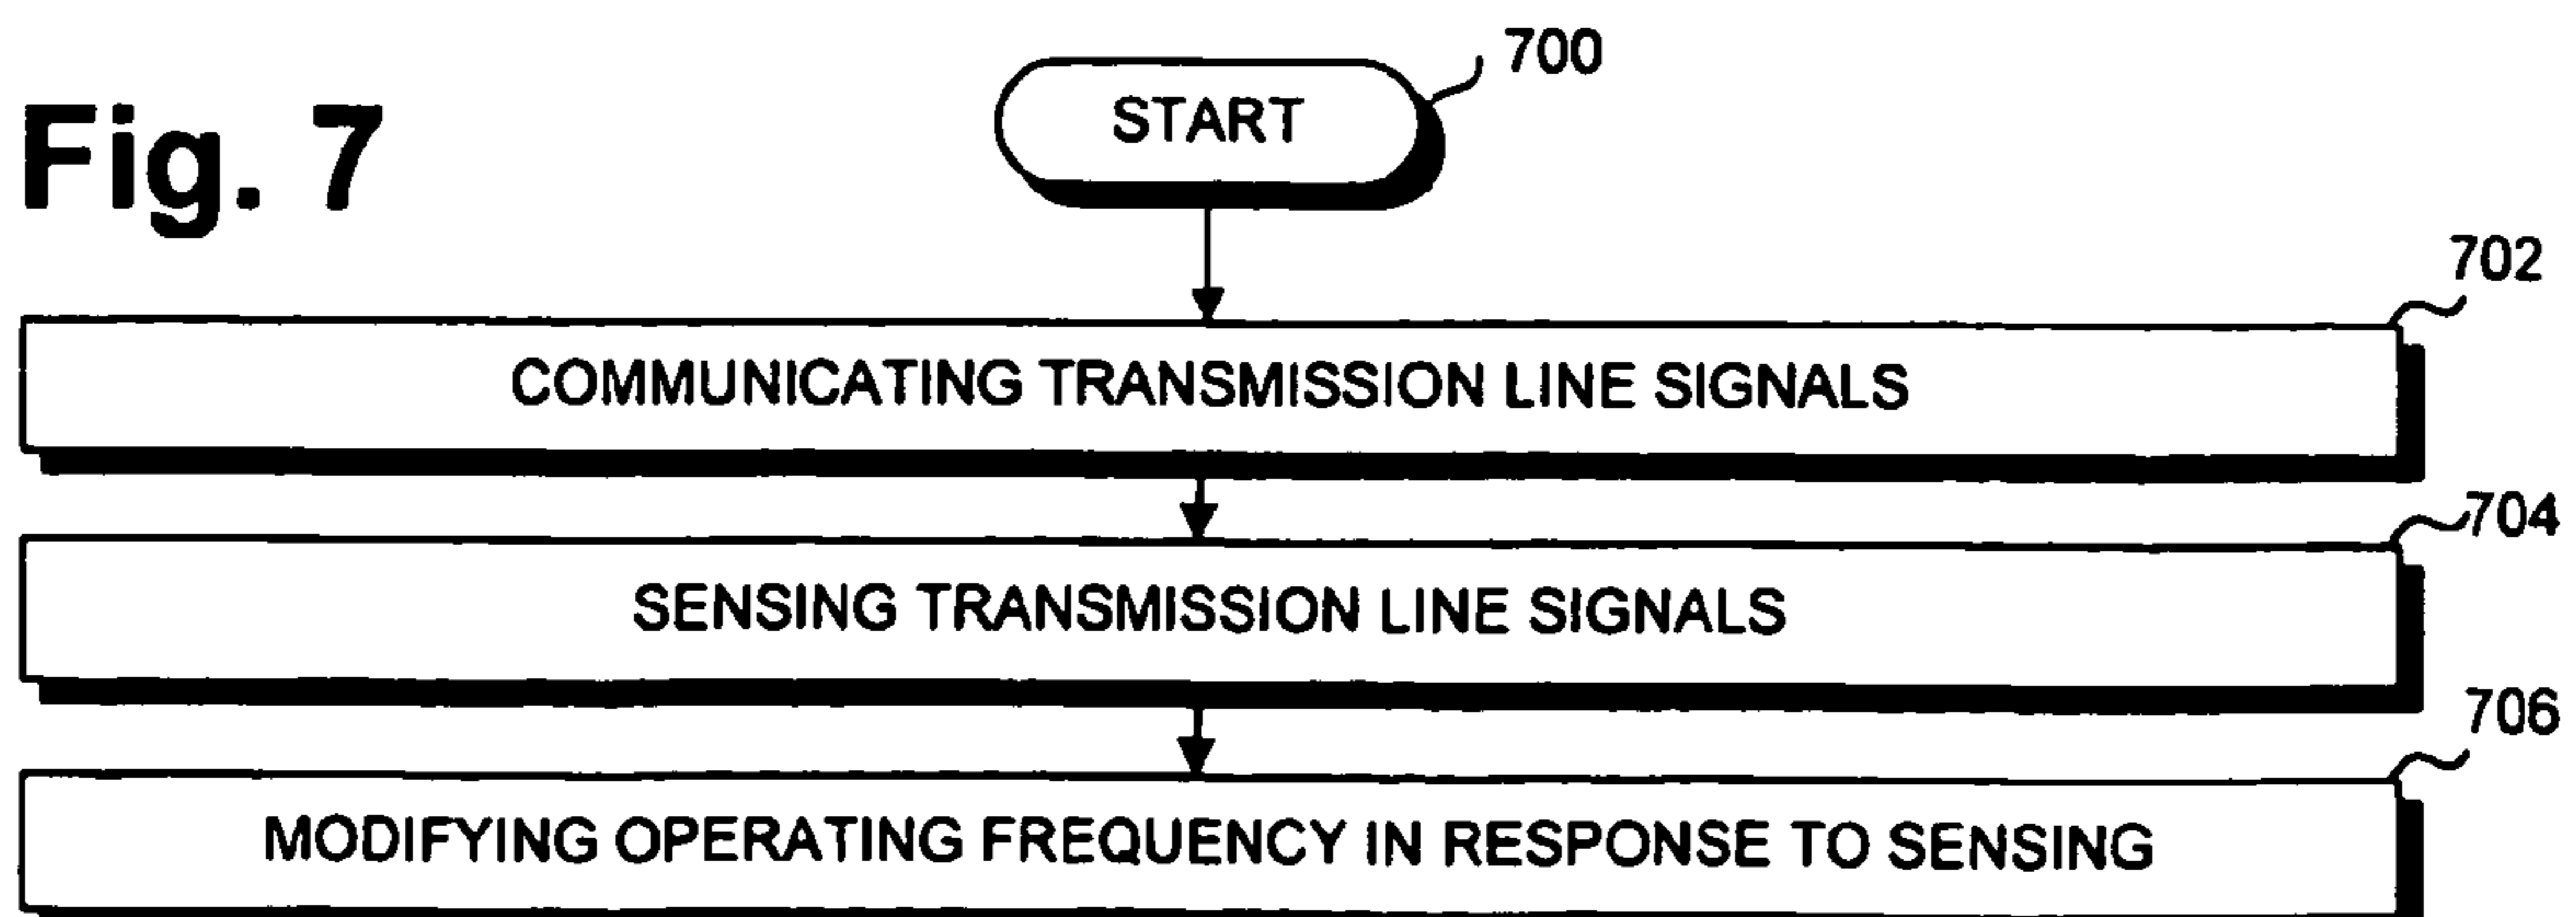 Fig. 7
START
700
702
COMMUNICATING TRANSMISSION LINE SIGNALS
704
SENSING TRANSMISSION LINE SIGNALS
706
MODIFYING OPERATING FREQUENCY IN RESPONSE TO SENSING